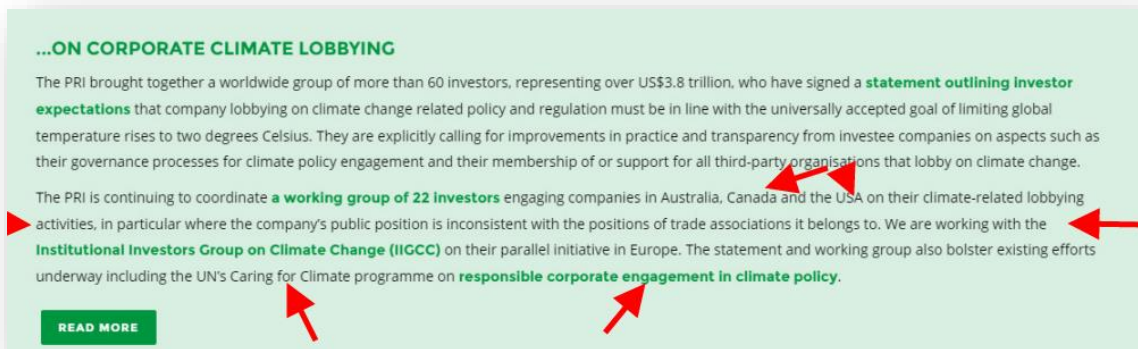 ...ON CORPORATE CLIMATE LOBBYING
The PRI brought together a worldwide group of more than 60 investors, representing over US$3.8 trillion, who have signed a statement outlining investor
expectations that company lobbying on climate change related policy and regulation must be in line with the universally accepted goal of limiting global
temperature rises to two degrees Celsius. They are explicitly calling for improvements in practice and transparency from investee companies on aspects such as
their governance processes for climate policy engagement and their membership of or support for all third-party organisations that lobby on climate change.
The PRI is continuing to coordinate a working group of 22 investors engaging companies in Australia, Canada and the USA on their climate-related lobbying
activities, in particular where the company's public position is inconsistent with the positions of trade associations it belongs to. We are working with the
Institutional Investors Group on Climate Change (IIGCC) on their parallel initiative in Europe. The statement and working group also bolster existing efforts
underway including the UN's Caring for Climate programme on responsible corporate engagement in climate policy.
READ MORE